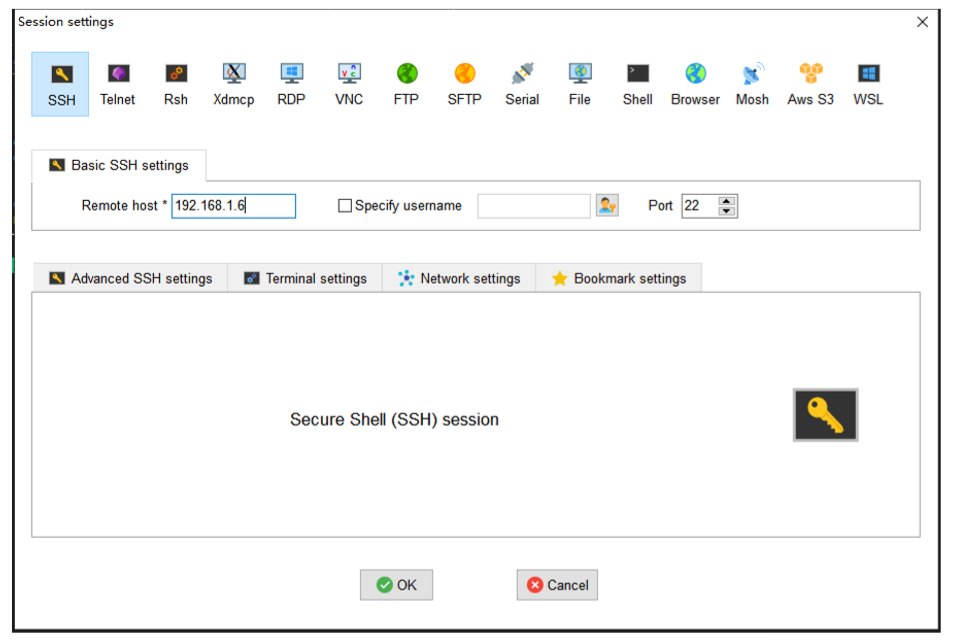 Session settings
SSH Telnet Rsh Xdmcp RDP VNC FTP SFTP Serial File Shell Browser Mosh Aws S3 WSL
Basic SSH settings
Remote host * 192.168.1.6 Specify username Port 22
Advanced SSH settings Terminal settings Network settings Bookmark settings
Secure Shell (SSH) session
OK Cancel